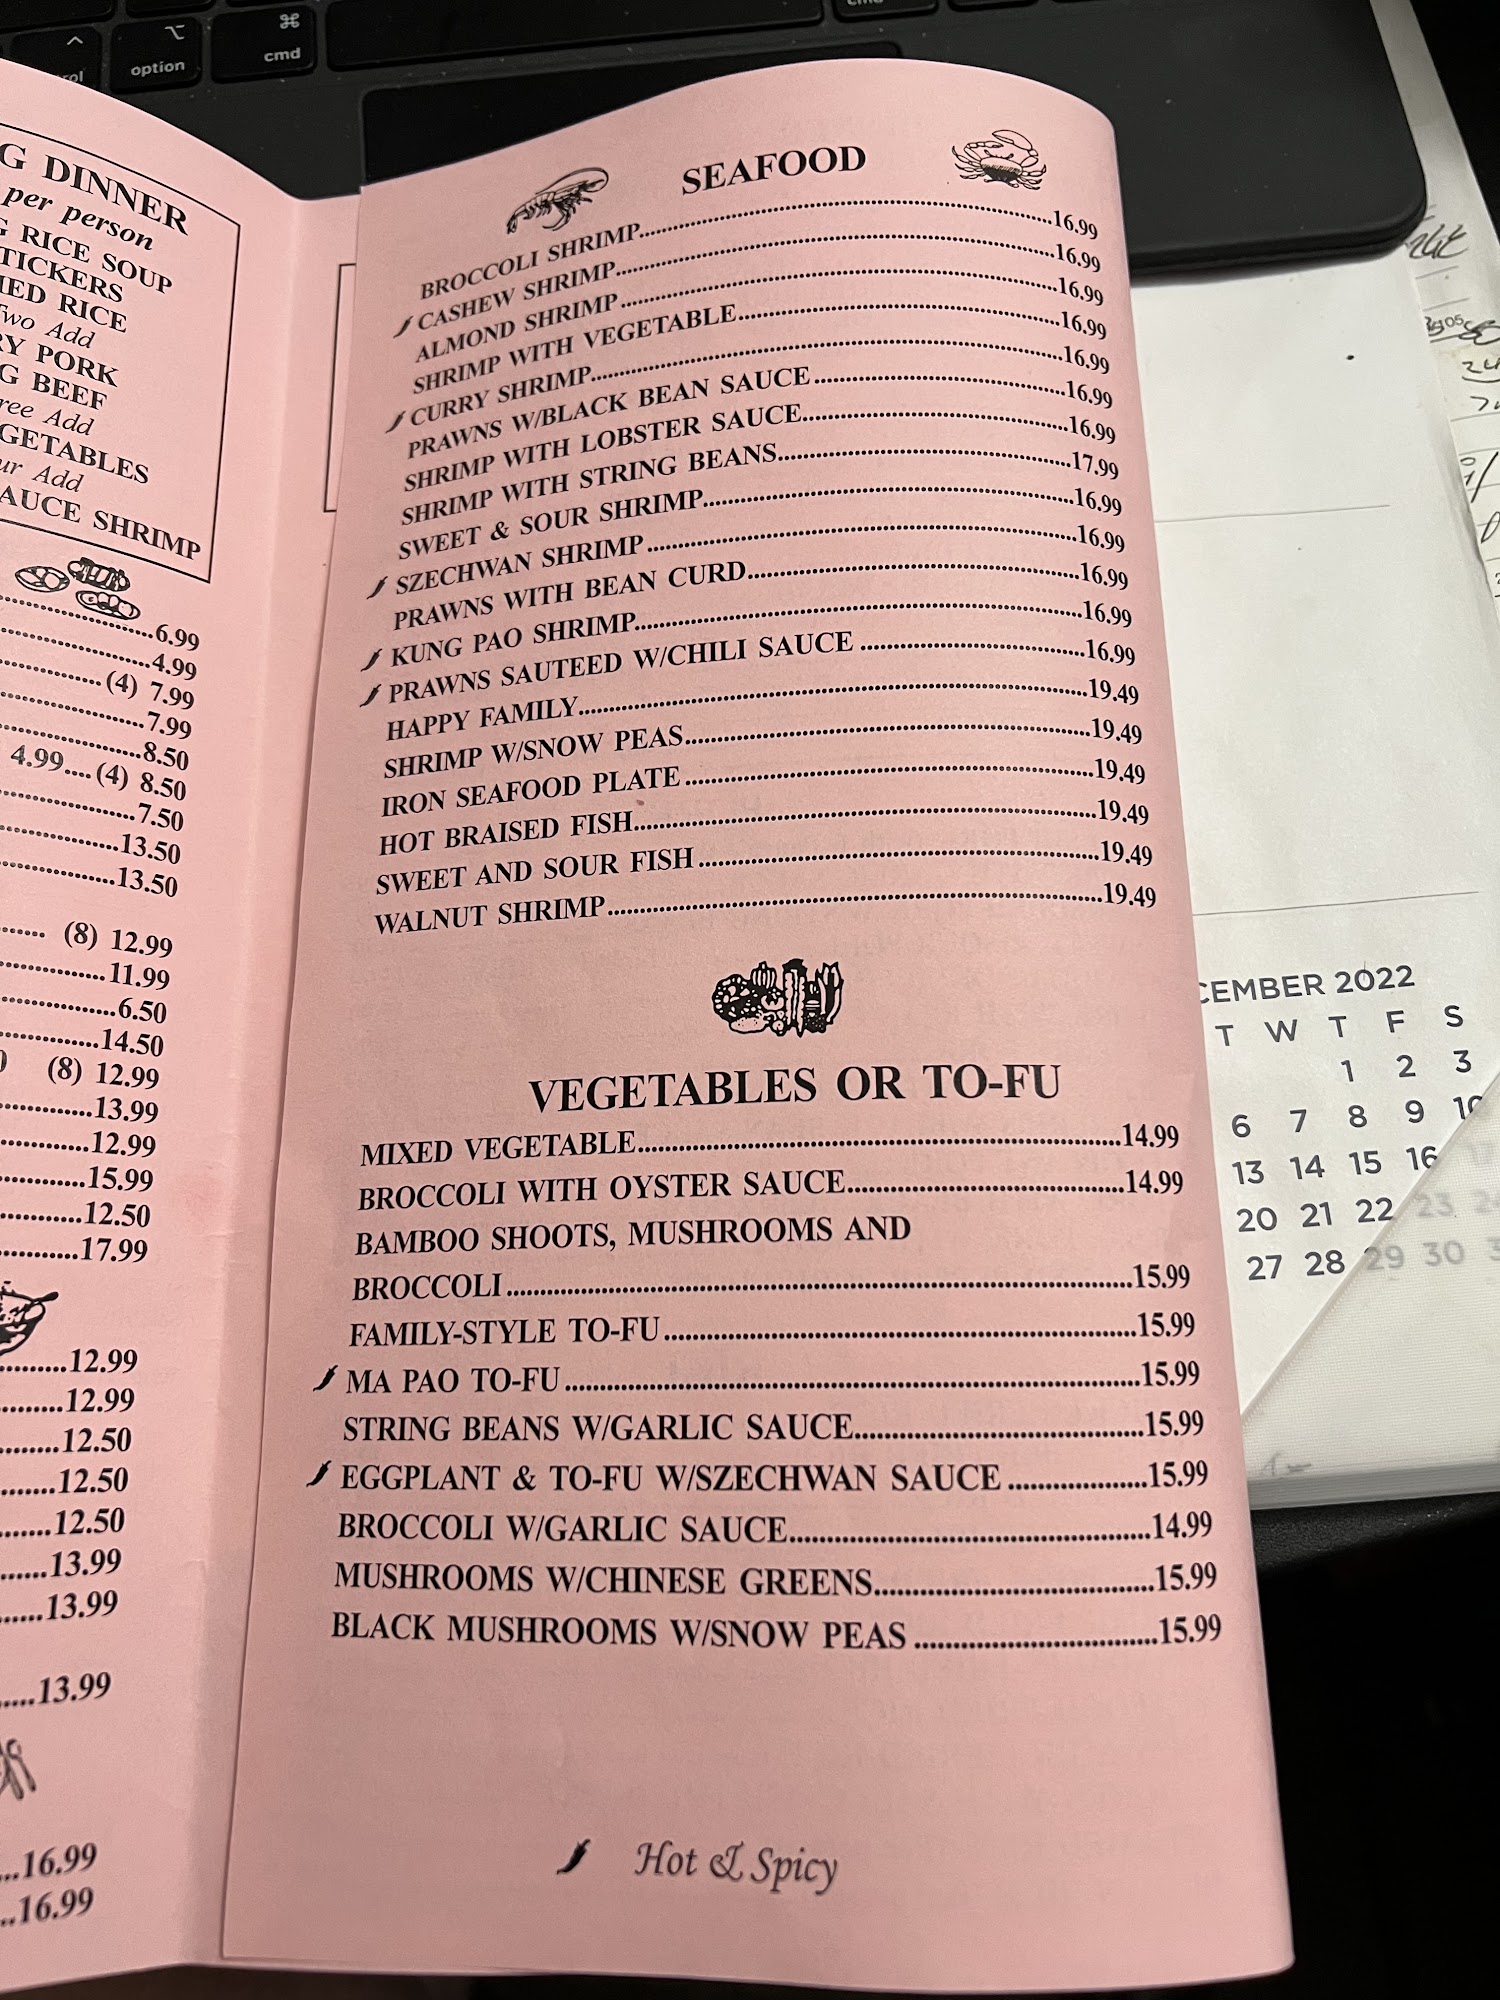 option
cmd
G DINNER
per person
RICE SOUP
TICKERS
RICE
Add
PORK
G BEEF
Add
Add
SAUCE SHRIMP
6.99
4.99
(4) 7.99
7.99
8.50
4.99....(4) 8.50
7.50
13.50
13.50
(8) 12.99
11.99
6.50
14.50
(8) 12.99
13.99
12.99
15.99
12.50
17.99
12.99
12.99
12.50
12.50
12.50
13.99
13.99
13.99
16.99
16.99
SEAFOOD
BROCCOLI SHRIMP 16.99
CASHEW SHRIMP 16.99
ALMOND SHRIMP 16.99
SHRIMP WITH VEGETABLE 16.99
CURRY SHRIMP 16.99
PRAWNS W/BLACK BEAN SAUCE 16.99
SHRIMP WITH LOBSTER SAUCE 16.99
SHRIMP WITH STRING BEANS 17.99
SWEET & SOUR SHRIMP 16.99
SZECHWAN SHRIMP 16.99
PRAWNS WITH BEAN CURD 16.99
KUNG PAO SHRIMP 16.99
PRAWNS SAUTEED W/CHILI SAUCE 16.99
HAPPY FAMILY 19.49
SHRIMP W/SNOW PEAS 19.49
IRON SEAFOOD PLATE 19.49
HOT BRAISED FISH 19.49
SWEET AND SOUR FISH 19.49
WALNUT SHRIMP 19.49
VEGETABLES OR TO-FU
MIXED VEGETABLE 14.99
BROCCOLI WITH OYSTER SAUCE 14.99
BAMBOO SHOOTS, MUSHROOMS AND
BROCCOLI 15.99
FAMILY-STYLE TO-FU 15.99
MA PAO TO-FU 15.99
STRING BEANS W/GARLIC SAUCE 15.99
EGGPLANT & TO-FU W/SZECHWAN SAUCE 15.99
BROCCOLI W/GARLIC SAUCE 14.99
MUSHROOMS W/CHINESE GREENS 15.99
BLACK MUSHROOMS W/SNOW PEAS 15.99
Hot & Spicy
CEMBER 2022
T W T F S
1 2 3
6 7 8 9 10
13 14 15 16
20 21 22 23
27 28 29 30